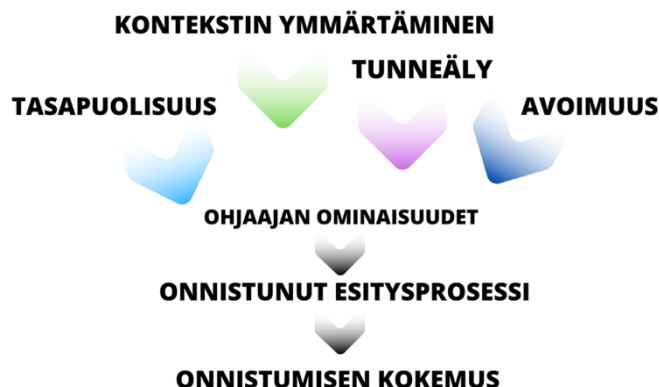 KONTEKSTIN YMMÄRTÄMINEN
TUNNEÄLY
TASAPUOLISUUS
AVOIMUUS
OHJAAJAN OMINAISUUDET
ONNISTUNUT ESITYSPROSESSI
ONNISTUMISEN KOKEMUS